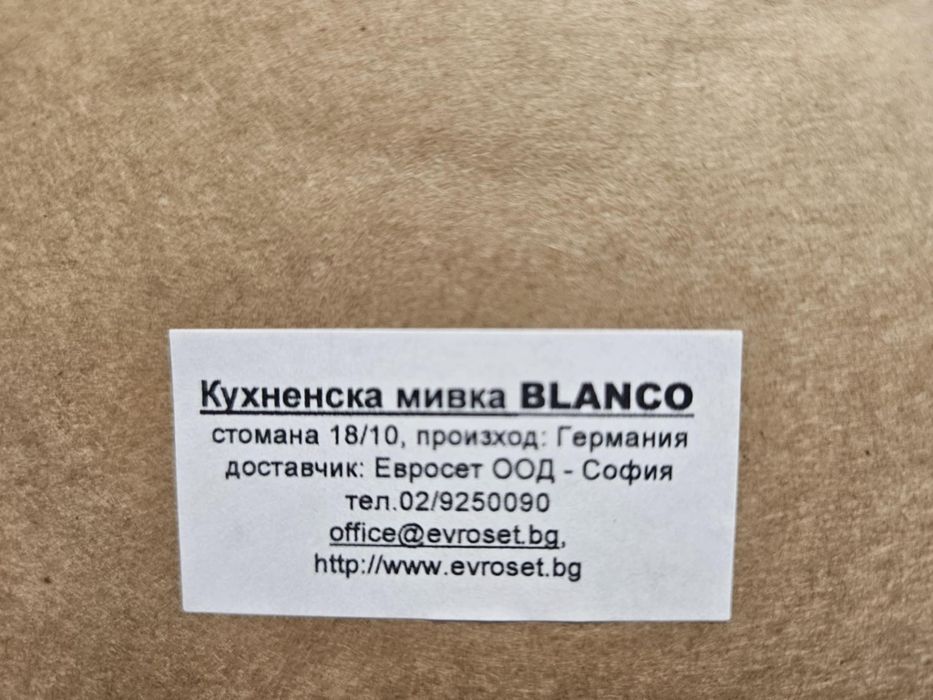 Кухненска мивка BLANCO
стомана 18/10, произход: Германия
доставчик: Евросет ООД - София
тел.02/9250090
office@evroset.bg,
http://www.evroset.bg